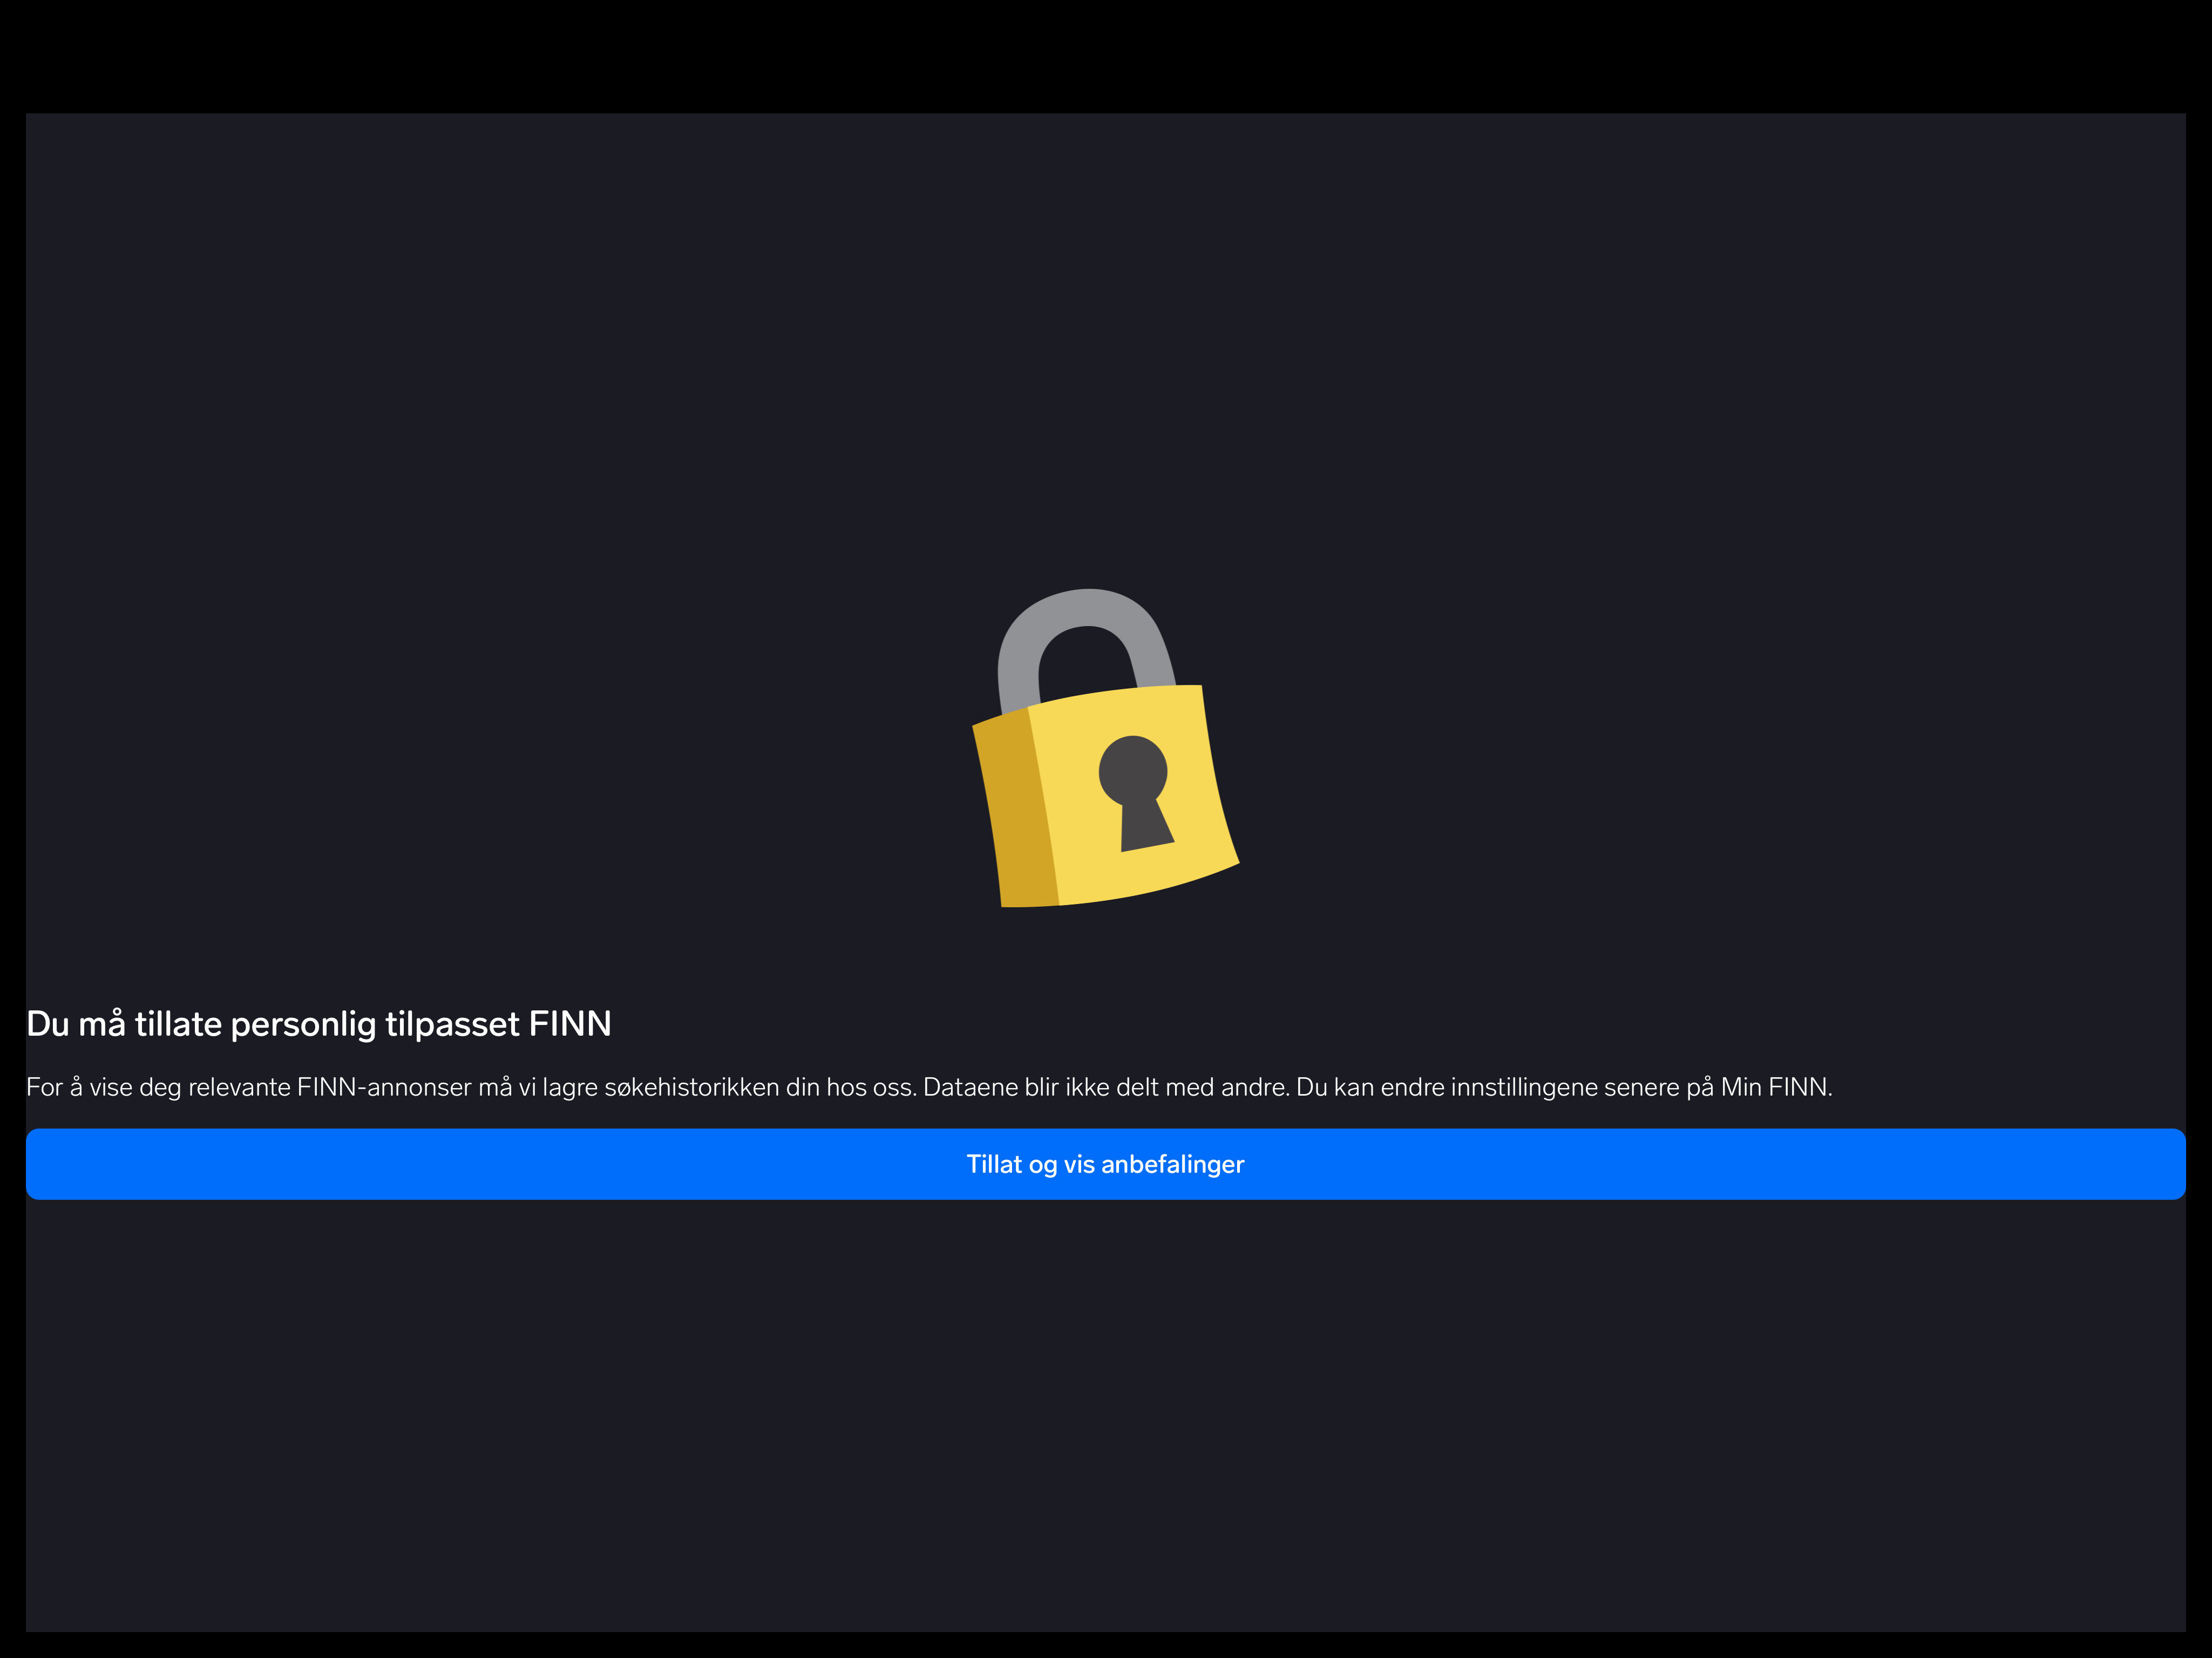 Du må tillate personlig tilpasset FINN
For å vise deg relevante FINN-annonser må vi lagre søkehistorikken din hos oss. Dataene blir ikke delt med andre. Du kan endre innstillingene senere på Min FINN.
Tillat og vis anbefalinger